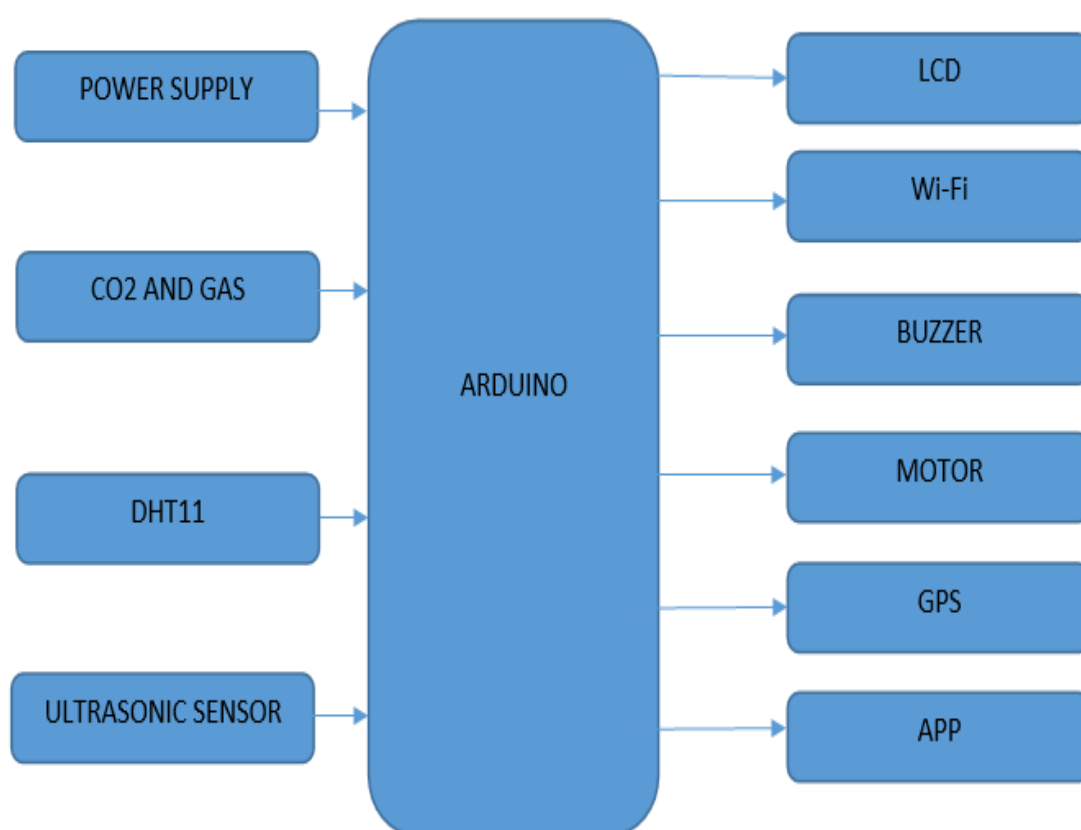 POWER SUPPLY
CO2 AND GAS
DHT11
ULTRASONIC SENSOR
ARDUINO
LCD
Wi-Fi
BUZZER
MOTOR
GPS
APP